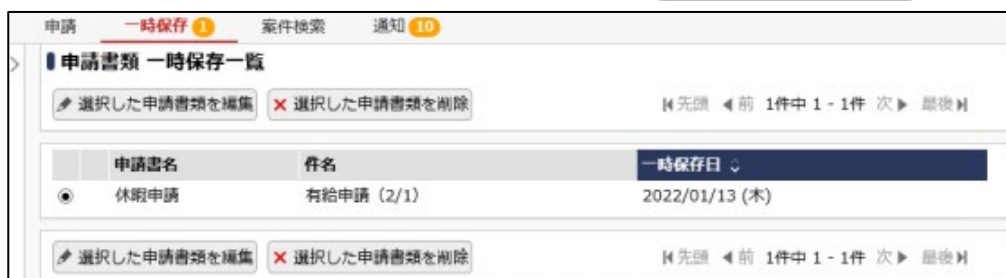 申請 一時保存 1 案件検索 通知 10
申請書類 一時保存一覧
選択した申請書類を編集 選択した申請書類を削除 先頭 前 1件中 1 - 1件 次 最後
申請書名 件名 一時保存日
休暇申請 有給申請（2/1） 2022/01/13 (木)
選択した申請書類を編集 選択した申請書類を削除 先頭 前 1件中 1 - 1件 次 最後